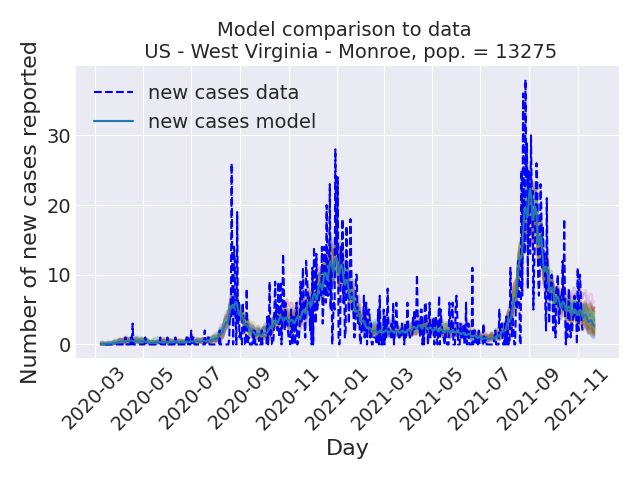 Model comparison to data
US - West Virginia - Monroe, pop. = 13275
Number of new cases reported
new cases data
new cases model
30
20
10
0
2020-03
2020-05
2020-07
2020-09
2020-11
2021-01
2021-03
2021-05
2021-07
2021-09
2021-11
Day